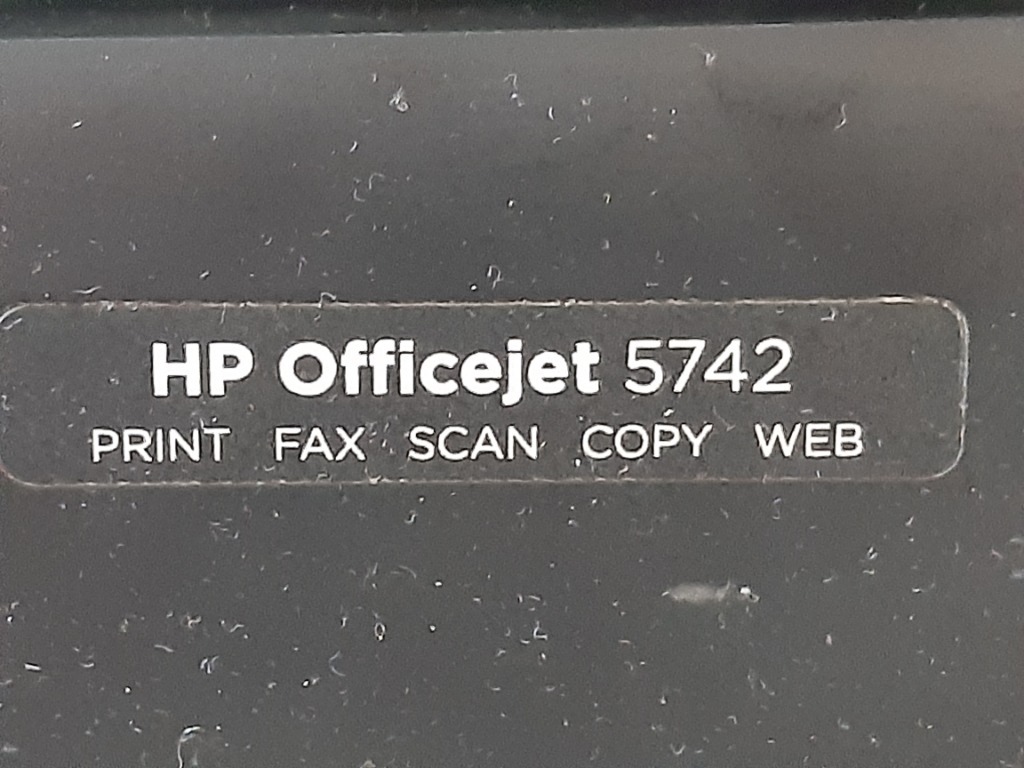 HP Officejet 5742
PRINT FAX SCAN COPY WEB